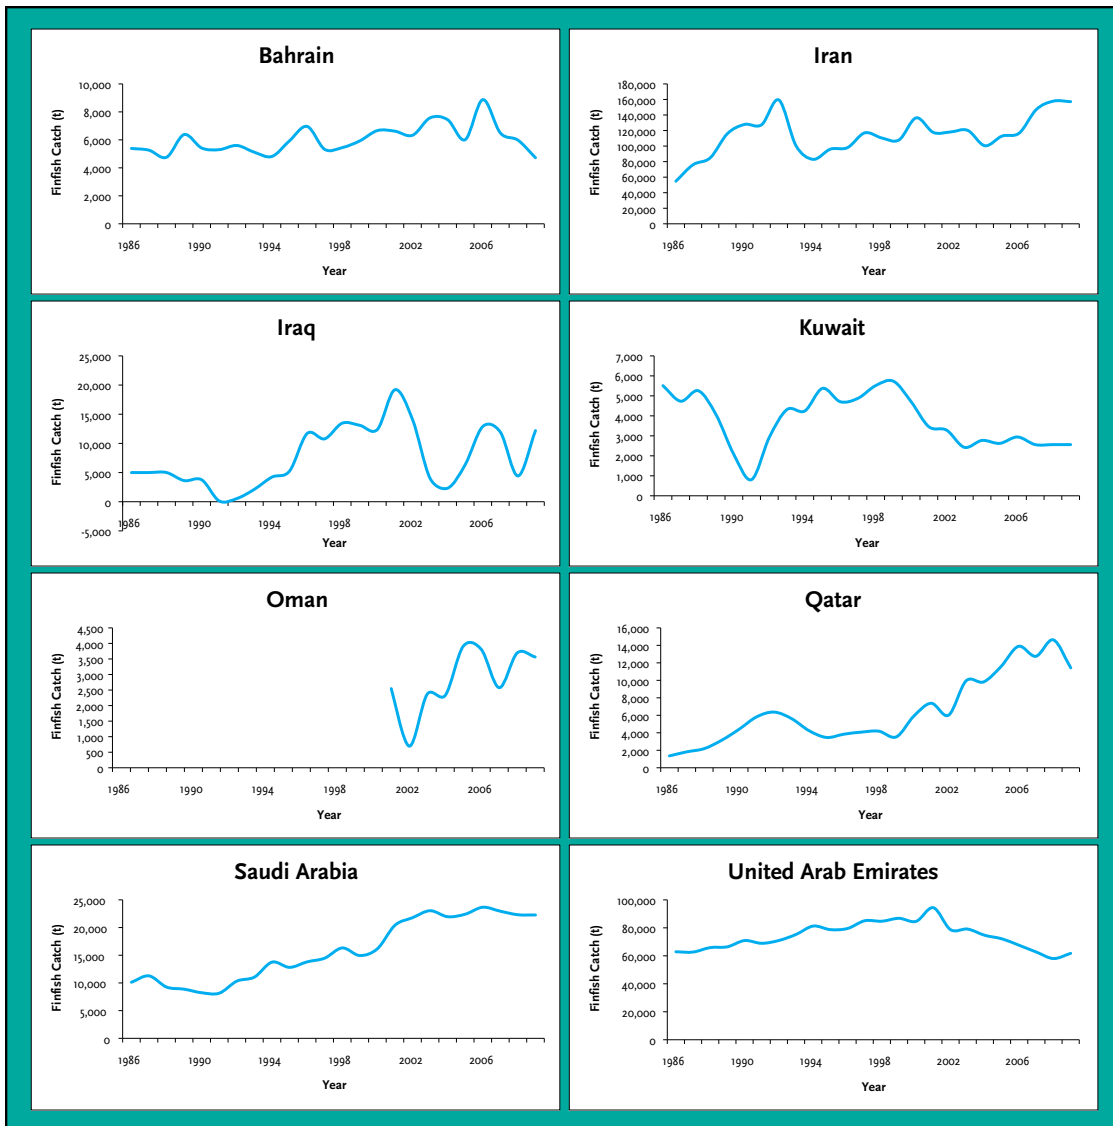 Bahrain
10,000
8,000
6,000
4,000
2,000
0
Finfish Catch (t)
1986 1990 1994 1998 2002 2006
Year
Iran
180,000
160,000
140,000
120,000
100,000
80,000
60,000
40,000
20,000
0
Finfish Catch (t)
1986 1990 1994 1998 2002 2006
Year
Iraq
25,000
20,000
15,000
10,000
5,000
0
-5,000
Finfish Catch (t)
1986 1990 1994 1998 2002 2006
Year
Kuwait
7,000
6,000
5,000
4,000
3,000
2,000
1,000
0
Finfish Catch (t)
1986 1990 1994 1998 2002 2006
Year
Oman
4,500
4,000
3,500
3,000
2,500
2,000
1,500
1,000
500
0
Finfish Catch (t)
1986 1990 1994 1998 2002 2006
Year
Qatar
16,000
14,000
12,000
10,000
8,000
6,000
4,000
2,000
0
Finfish Catch (t)
1986 1990 1994 1998 2002 2006
Year
Saudi Arabia
25,000
20,000
15,000
10,000
5,000
0
Finfish Catch (t)
1986 1990 1994 1998 2002 2006
Year
United Arab Emirates
100,000
80,000
60,000
40,000
20,000
0
Finfish Catch (t)
1986 1990 1994 1998 2002 2006
Year